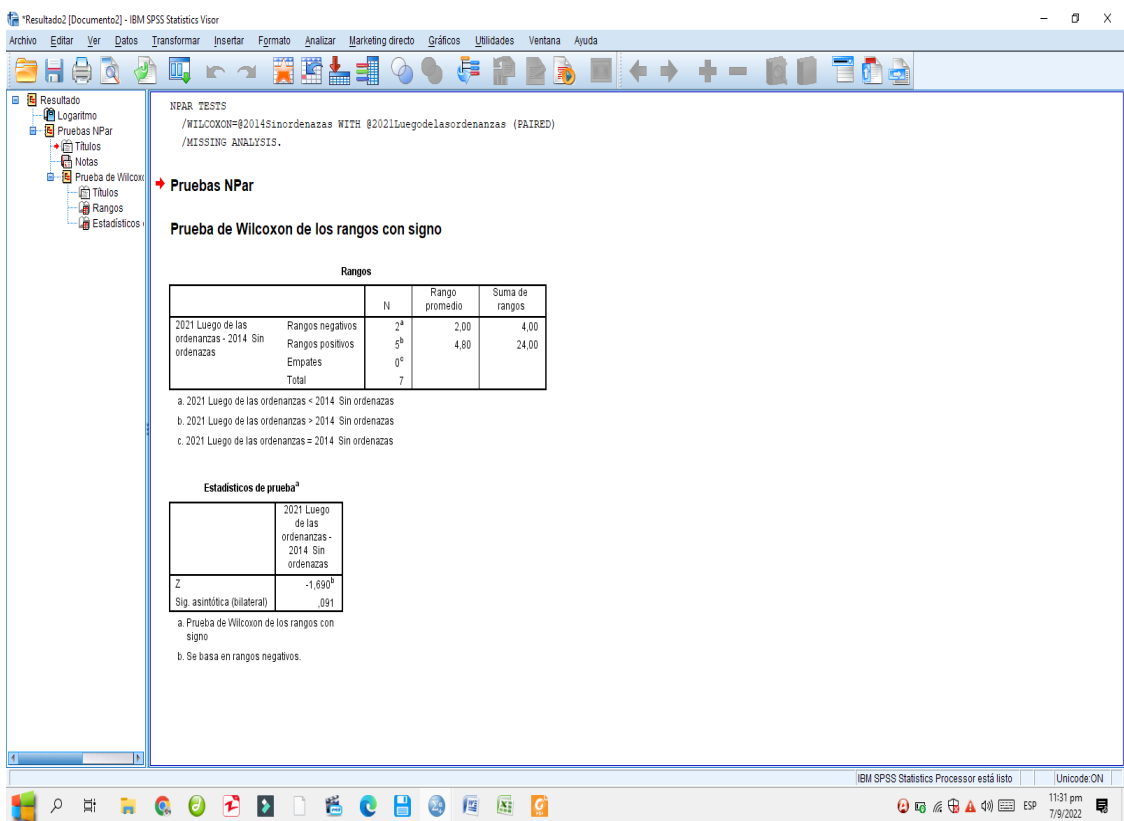 *Resultado2 [Documento2] - IBM SPSS Statistics Visor
Archivo Editar Ver Datos Transformar Insertar Formato Analizar Marketing directo Gráficos Utilidades Ventana Ayuda
Resultado
Logaritmo
Pruebas NPar
Títulos
Notas
Prueba de Wilcoxo
Títulos
Rangos
Estadísticos
NPAR TESTS
/WILCOXON=@2014Sinordenazas WITH @2021Luegodelasordenanzas (PAIRED)
/MISSING ANALYSIS.
Pruebas NPar
Prueba de Wilcoxon de los rangos con signo
Rangos
N Rango promedio Suma de rangos
2021 Luego de las ordenanzas - 2014 Sin ordenazas
Rangos negativos 2a 2,00 4,00
Rangos positivos 5b 4,80 24,00
Empates 0c
Total 7
a. 2021 Luego de las ordenanzas < 2014 Sin ordenazas
b. 2021 Luego de las ordenanzas > 2014 Sin ordenazas
c. 2021 Luego de las ordenanzas = 2014 Sin ordenazas
Estadísticos de pruebaa
2021 Luego
de las
ordenanzas -
2014 Sin
ordenazas
Z -1,690b
Sig. asintótica (bilateral) ,091
a. Prueba de Wilcoxon de los rangos con
signo
b. Se basa en rangos negativos.
IBM SPSS Statistics Processor está listo Unicode:ON
ESP
11:31 pm
7/9/2022